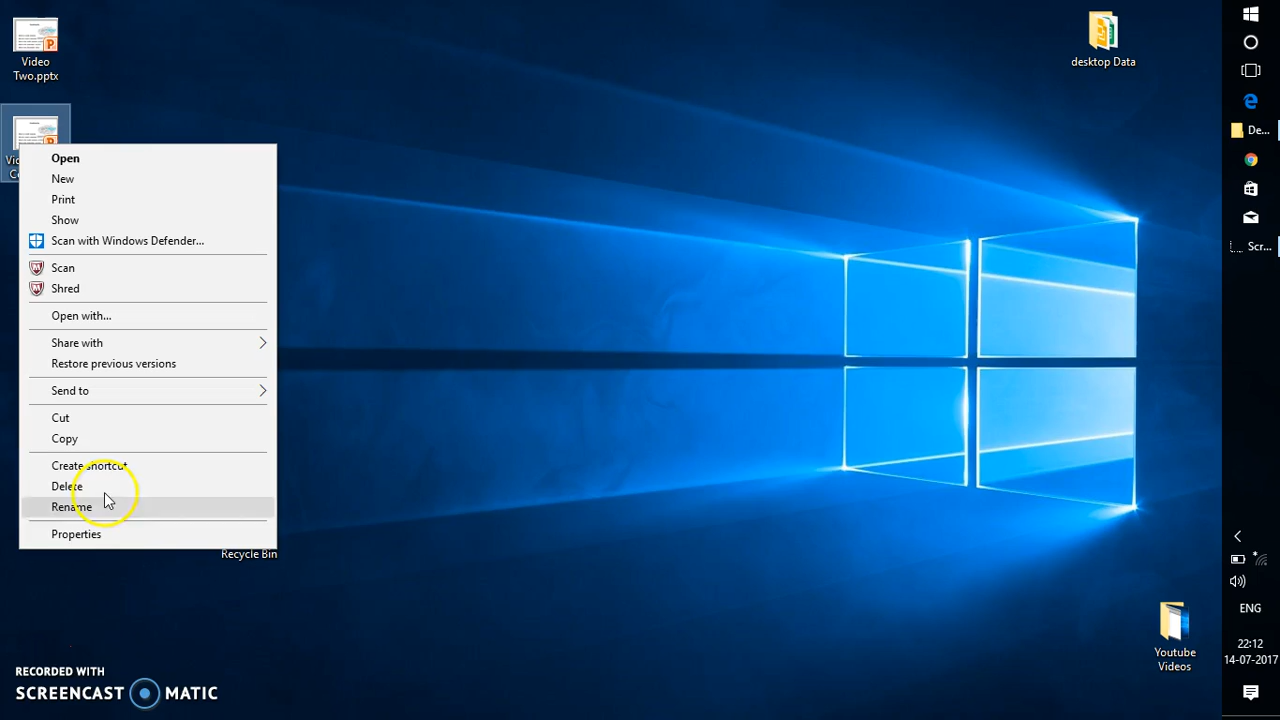 Video
Two.pptx
desktop Data
Open
New
Print
Show
Scan with Windows Defender...
Scan
Shred
Open with...
Share with
Restore previous versions
Send to
Cut
Copy
Create shortcut
Delete
Rename
Properties
Recycle Bin
De...
Scr...
ENG
22:12
14-07-2017
Youtube
Videos
RECORDED WITH
SCREENCAST MATIC